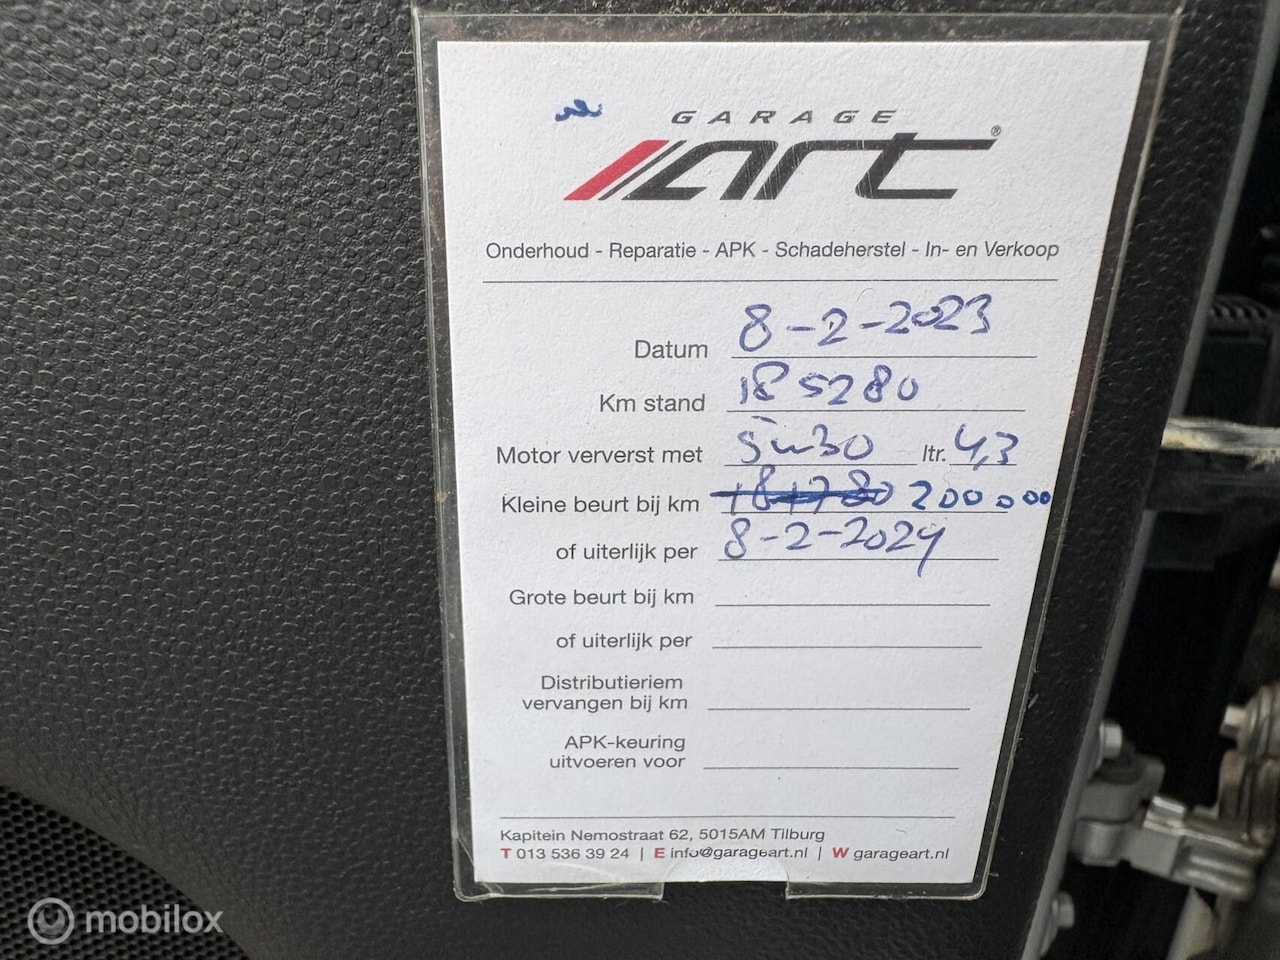 GARAGE
art®
Onderhoud - Reparatie - APK - Schadeherstel - In- en Verkoop
Datum 8-2-2023
Km stand 185280
Motor ververst met 5w30 ltr. 4,3
Kleine beurt bij km 200000
of uiterlijk per 8-2-2024
Grote beurt bij km
of uiterlijk per
Distributieriem
vervangen bij km
APK-keuring
uitvoeren voor
Kapitein Nemostraat 62, 5015AM Tilburg
T 013 536 39 24 | E info@garageart.nl | W garageart.nl
mobilox